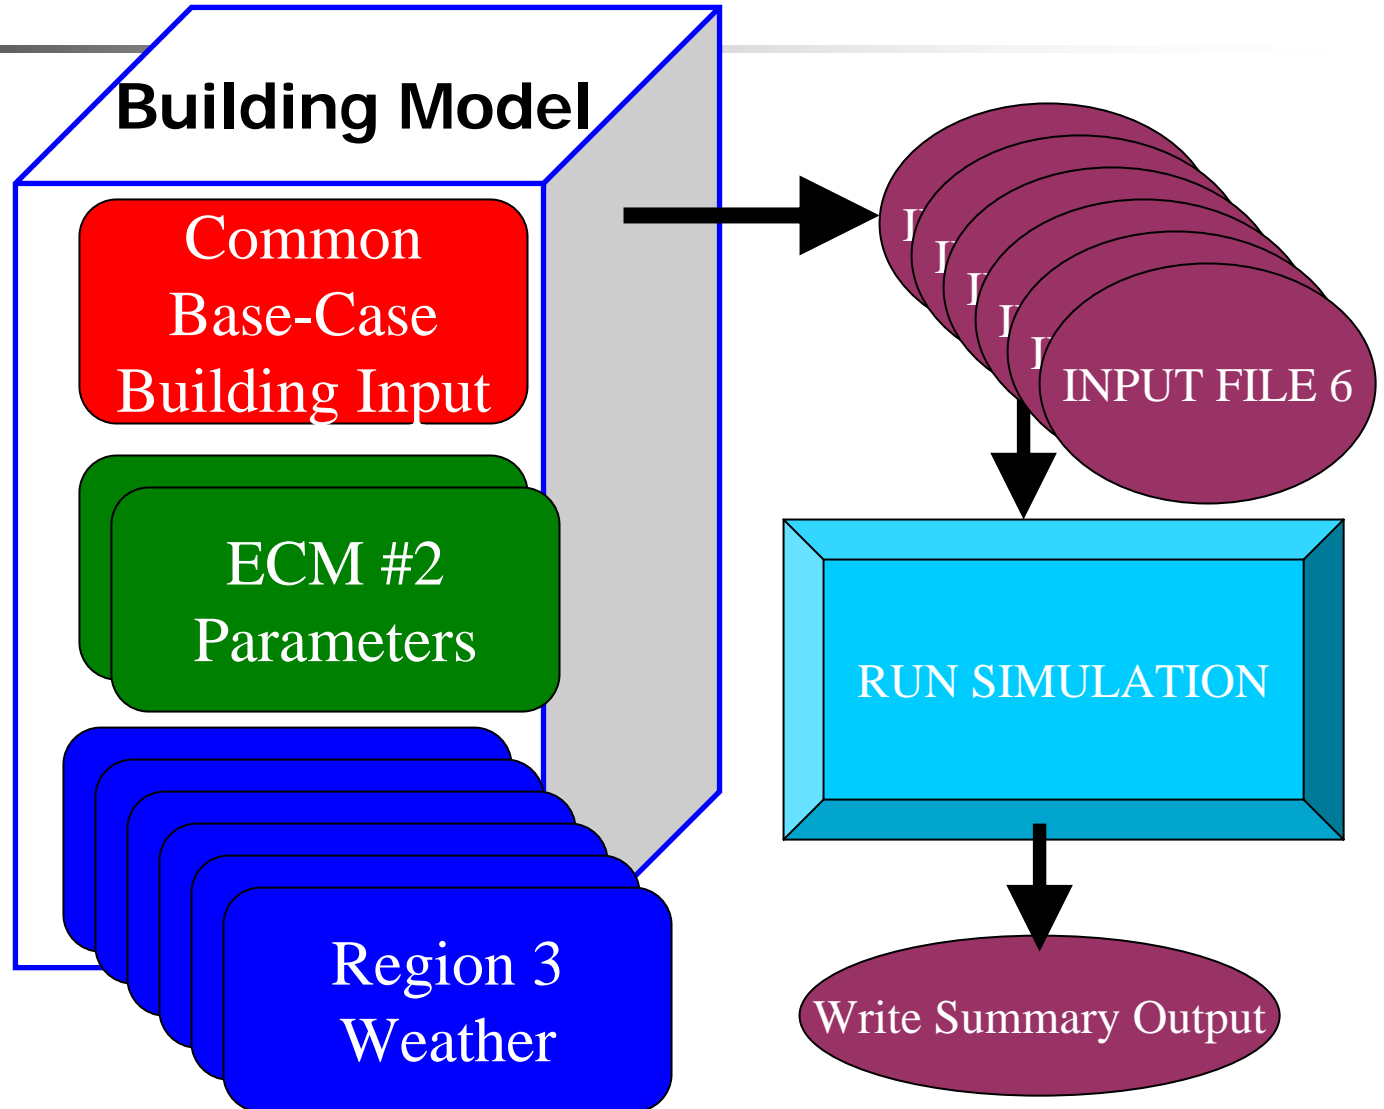 Building Model
Common
Base-Case
Building Input
ECM #2
Parameters
Region 3
Weather
INPUT FILE 6
RUN SIMULATION
Write Summary Output